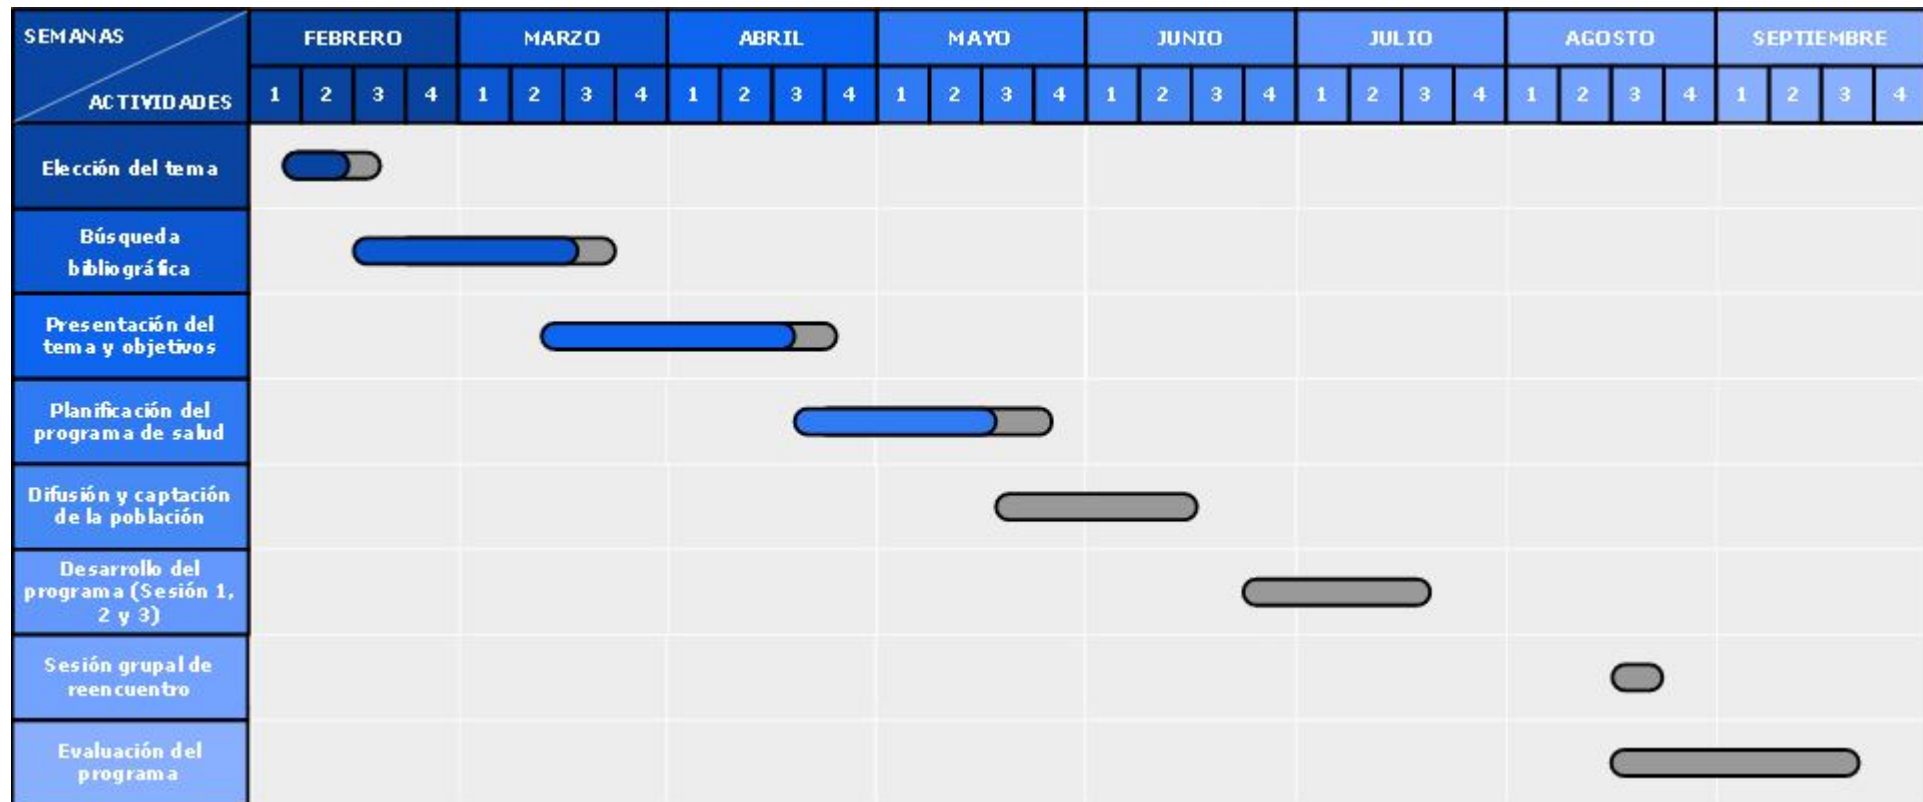 SEMANAS
FEBRERO MARZO ABRIL MAYO JUNIO JULIO AGOSTO SEPTIEMBRE
ACTIVIDADES
1 2 3 4 1 2 3 4 1 2 3 4 1 2 3 4 1 2 3 4 1 2 3 4 1 2 3 4 1 2 3 4
Elección del tema
Búsqueda
bibliográfica
Presentación del
tema y objetivos
Planificación del
programa de salud
Difusión y captación
de la población
Desarrollo del
programa (Sesión 1,
2 y 3)
Sesión grupal de
reencuentro
Evaluación del
programa